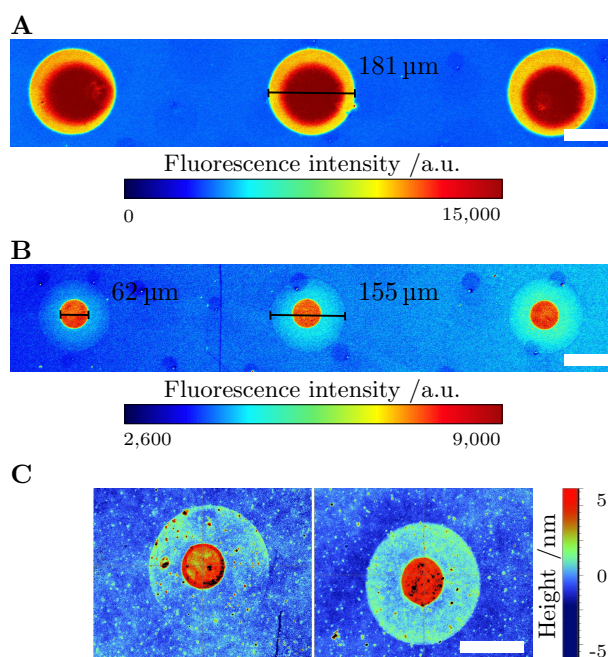 A
181 µm
Fluorescence intensity /a.u.
0 15,000
B
62 µm 155 µm
Fluorescence intensity /a.u.
2,600 9,000
C
Height /nm
5
0
-5